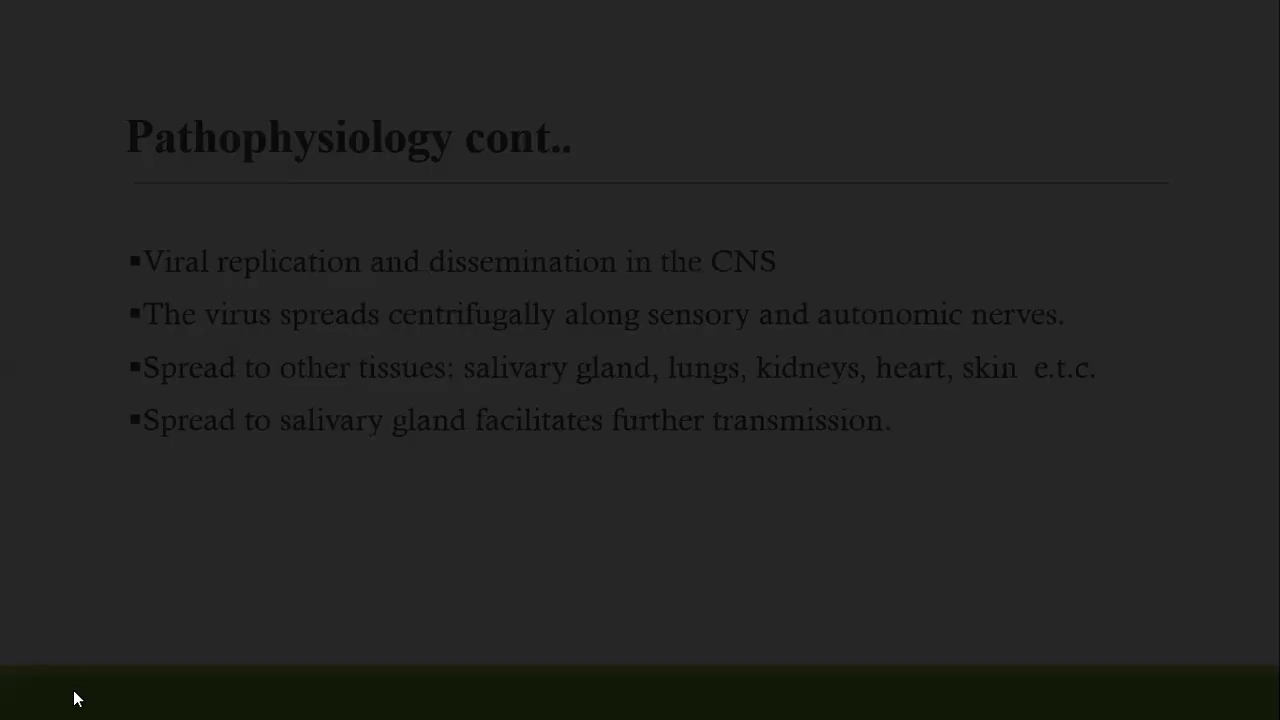 Pathophysiology cont..
▪Viral replication and dissemination in the CNS
▪The virus spreads centrifugally along sensory and autonomic nerves.
▪Spread to other tissues: salivary gland, lungs, kidneys, heart, skin  e.t.c.
▪Spread to salivary gland facilitates further transmission.